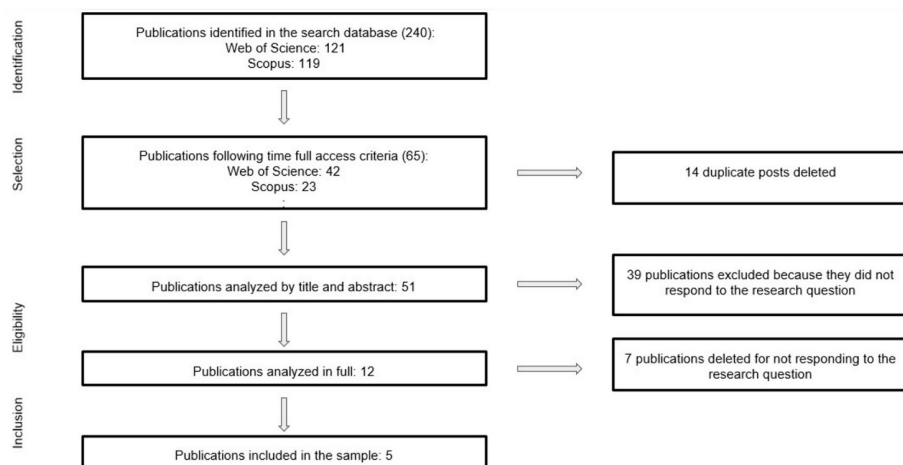 Identification
Publications identified in the search database (240):
Web of Science: 121
Scopus: 119
Selection
Publications following time full access criteria (65):
Web of Science: 42
Scopus: 23
:
14 duplicate posts deleted
Eligibility
Publications analyzed by title and abstract: 51
39 publications excluded because they did not
respond to the research question
Publications analyzed in full: 12
7 publications deleted for not responding to the
research question
Inclusion
Publications included in the sample: 5